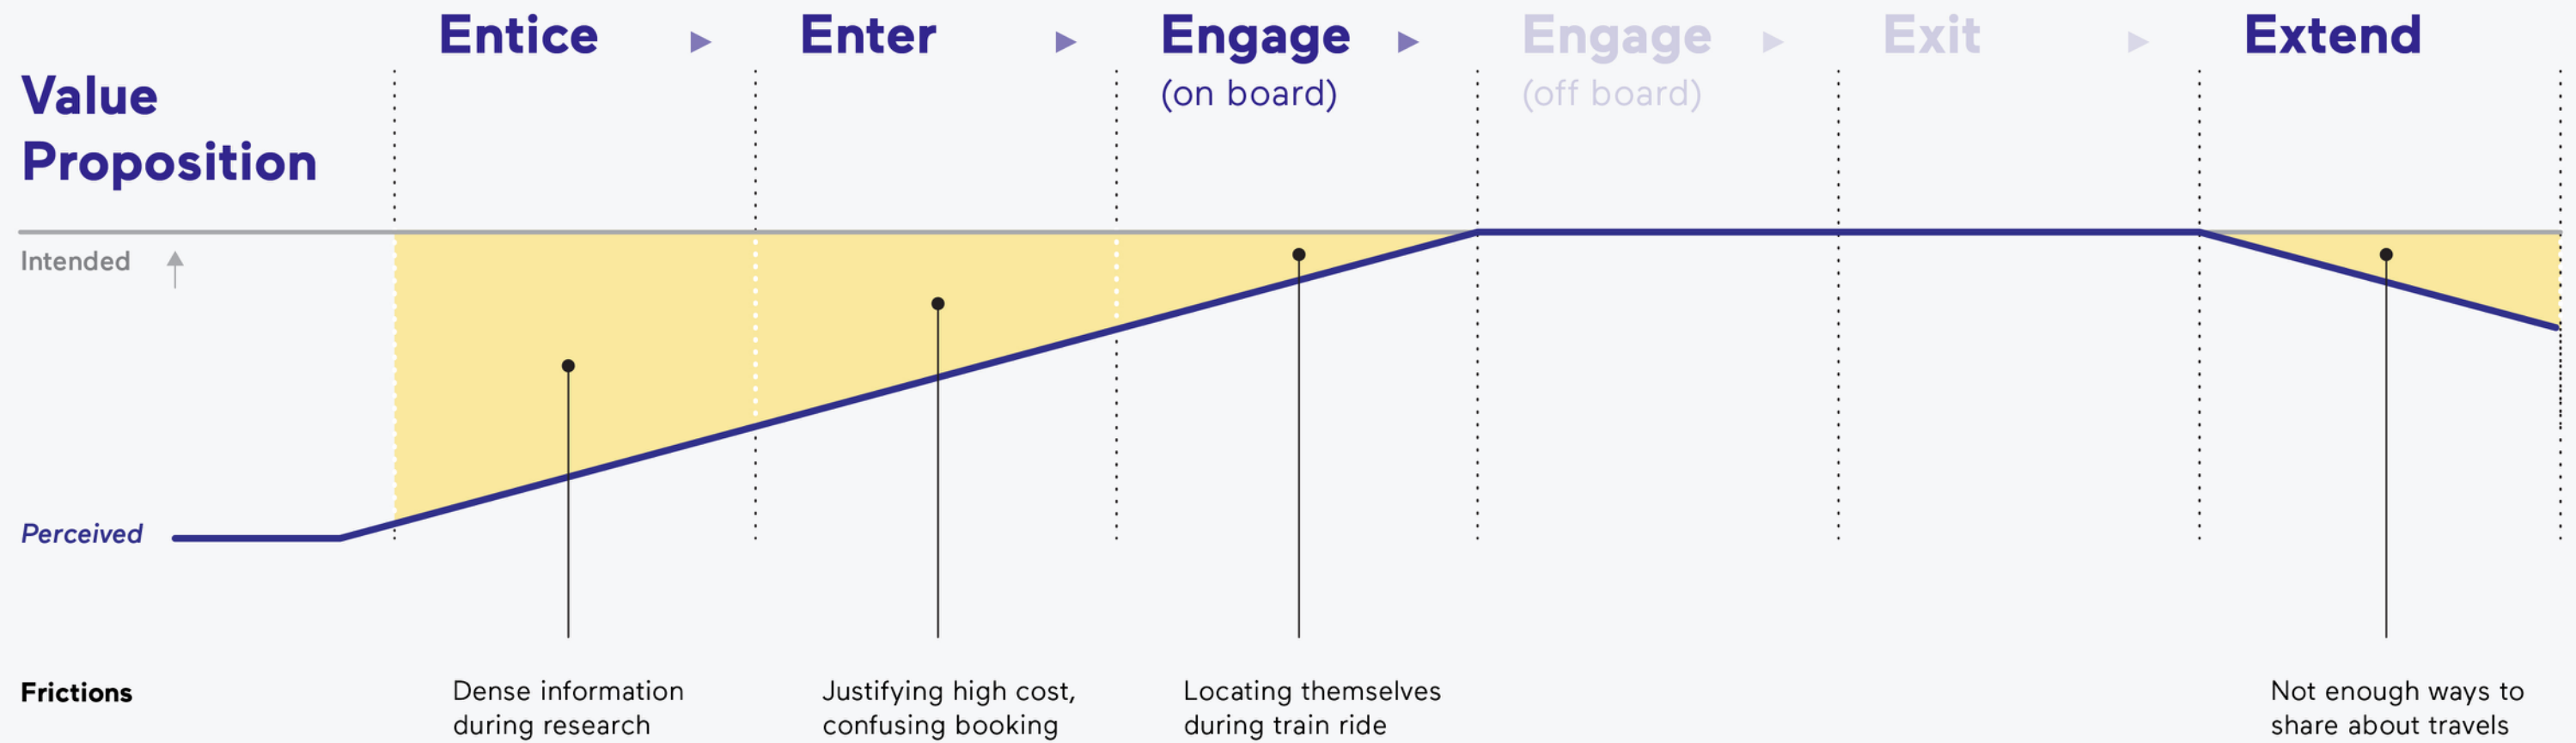 Entice ▶ Enter ▶ Engage ▶ Engage ▶ Exit ▶ Extend
(on board) (off board)
Value
Proposition
Intended
Perceived
Frictions
Dense information
during research
Justifying high cost,
confusing booking
Locating themselves
during train ride
Not enough ways to
share about travels